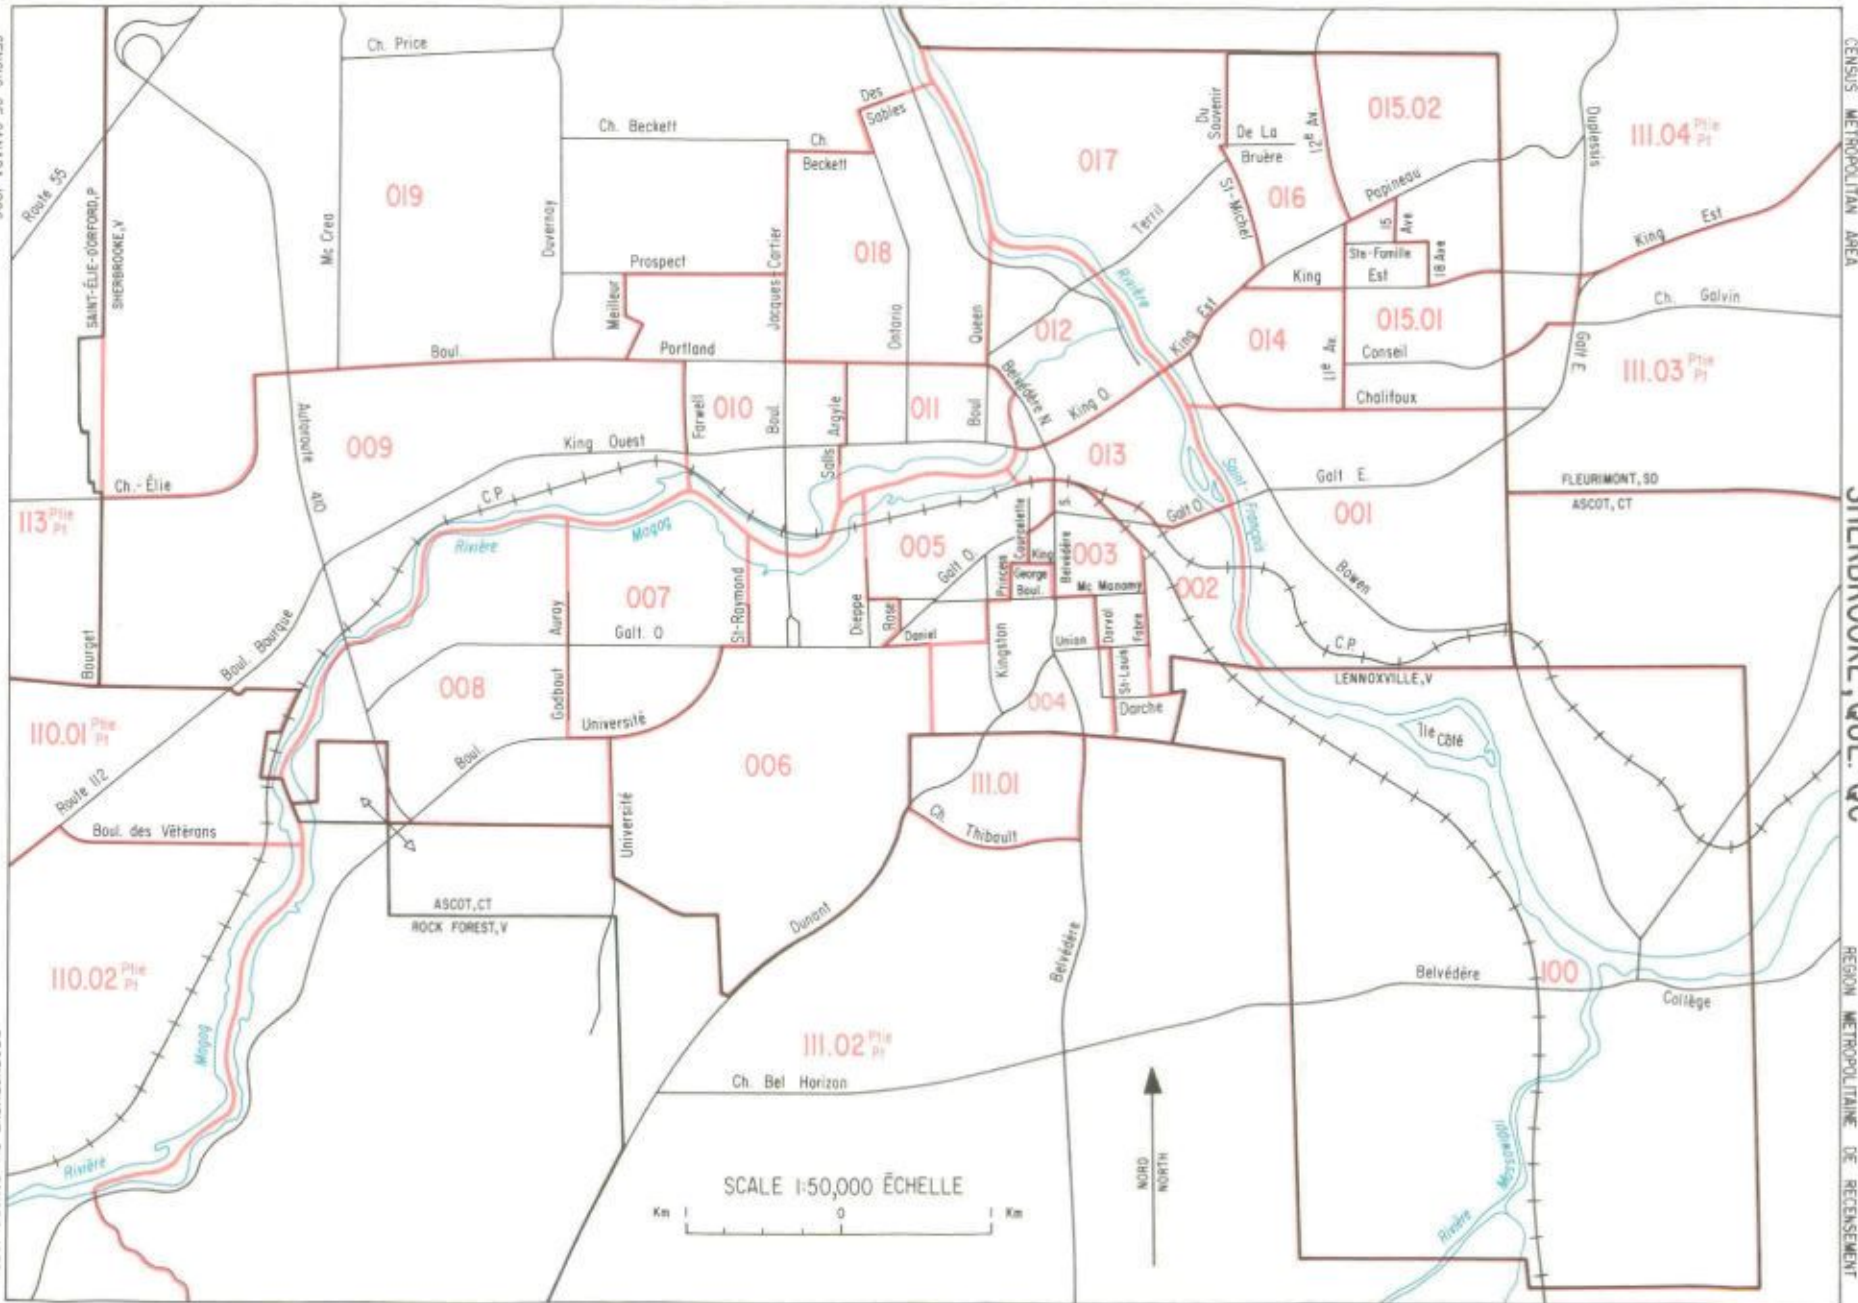 Ch. Price
Des
Sables
Du
Souvenir
De La
Bruère
12e Av.
015.02
Duplessis
111.04 Ptie
Pt
CENSUS METROPOLITAN AREA
Ch. Beckett
Ch.
Beckett
017
Route 55
SAINT-ÉLIE-D'ORFORD, P
SHERBROOKE, V
Mc Crea
019
Duvernay
Jacques-Cartier
018
Terril
St-Michel
016
Papineau
15
Ave.
Ste-Famille
18 Ave
King
Est
King
Est
Prospect
Meilleur
Ontario
Queen
Rivière
012
King Est
014
015.01
Ch. Galvin
Boul.
Portland
Belvédère N.
11e Av.
Conseil
Galt E.
111.03 Ptie
Pt
Chalifoux
Autoroute 410
009
Farwell
010
Boul.
Argyle
011
Boul
King O.
King Ouest
Salls
013
Galt E.
FLEURIMONT, SD
ASCOT, CT
Ch.-Élie
C.P.
Saint
François
001
SHERBROOKE, QUÉ. QC
113 Ptie
Pt
Rivière
Magog
005
Galt O.
Courcelette
S.
Belvédère
003
Galt O.
002
Bowen
Princess
King
George
Boul.
Mc Manamy
Bourget
Boul. Bourque
Auray
007
Galt. O
St-Raymond
Dieppe
Rose
Daniel
Kingston
Union
Dorval
Fabre
C.P.
008
Godbout
Université
004
St-Louis
Darche
LENNOXVILLE, V
110.01 Ptie
Pt
Boul.
006
Ile Côté
Route 112
111.01
Ch. Thibault
Boul. des Vétérans
Université
ASCOT, CT
ROCK FOREST, V
Dunant
Belvédère
110.02 Ptie
Pt
Belvédère
100
Collège
REGION METROPOLITAINE DE RECENSEMENT
Magog
111.02 Ptie
Pt
Ch. Bel Horizon
NORD
NORTH
Massawippi
Rivière
Rivière
SCALE 1:50,000 ÉCHELLE
Km 0 Km